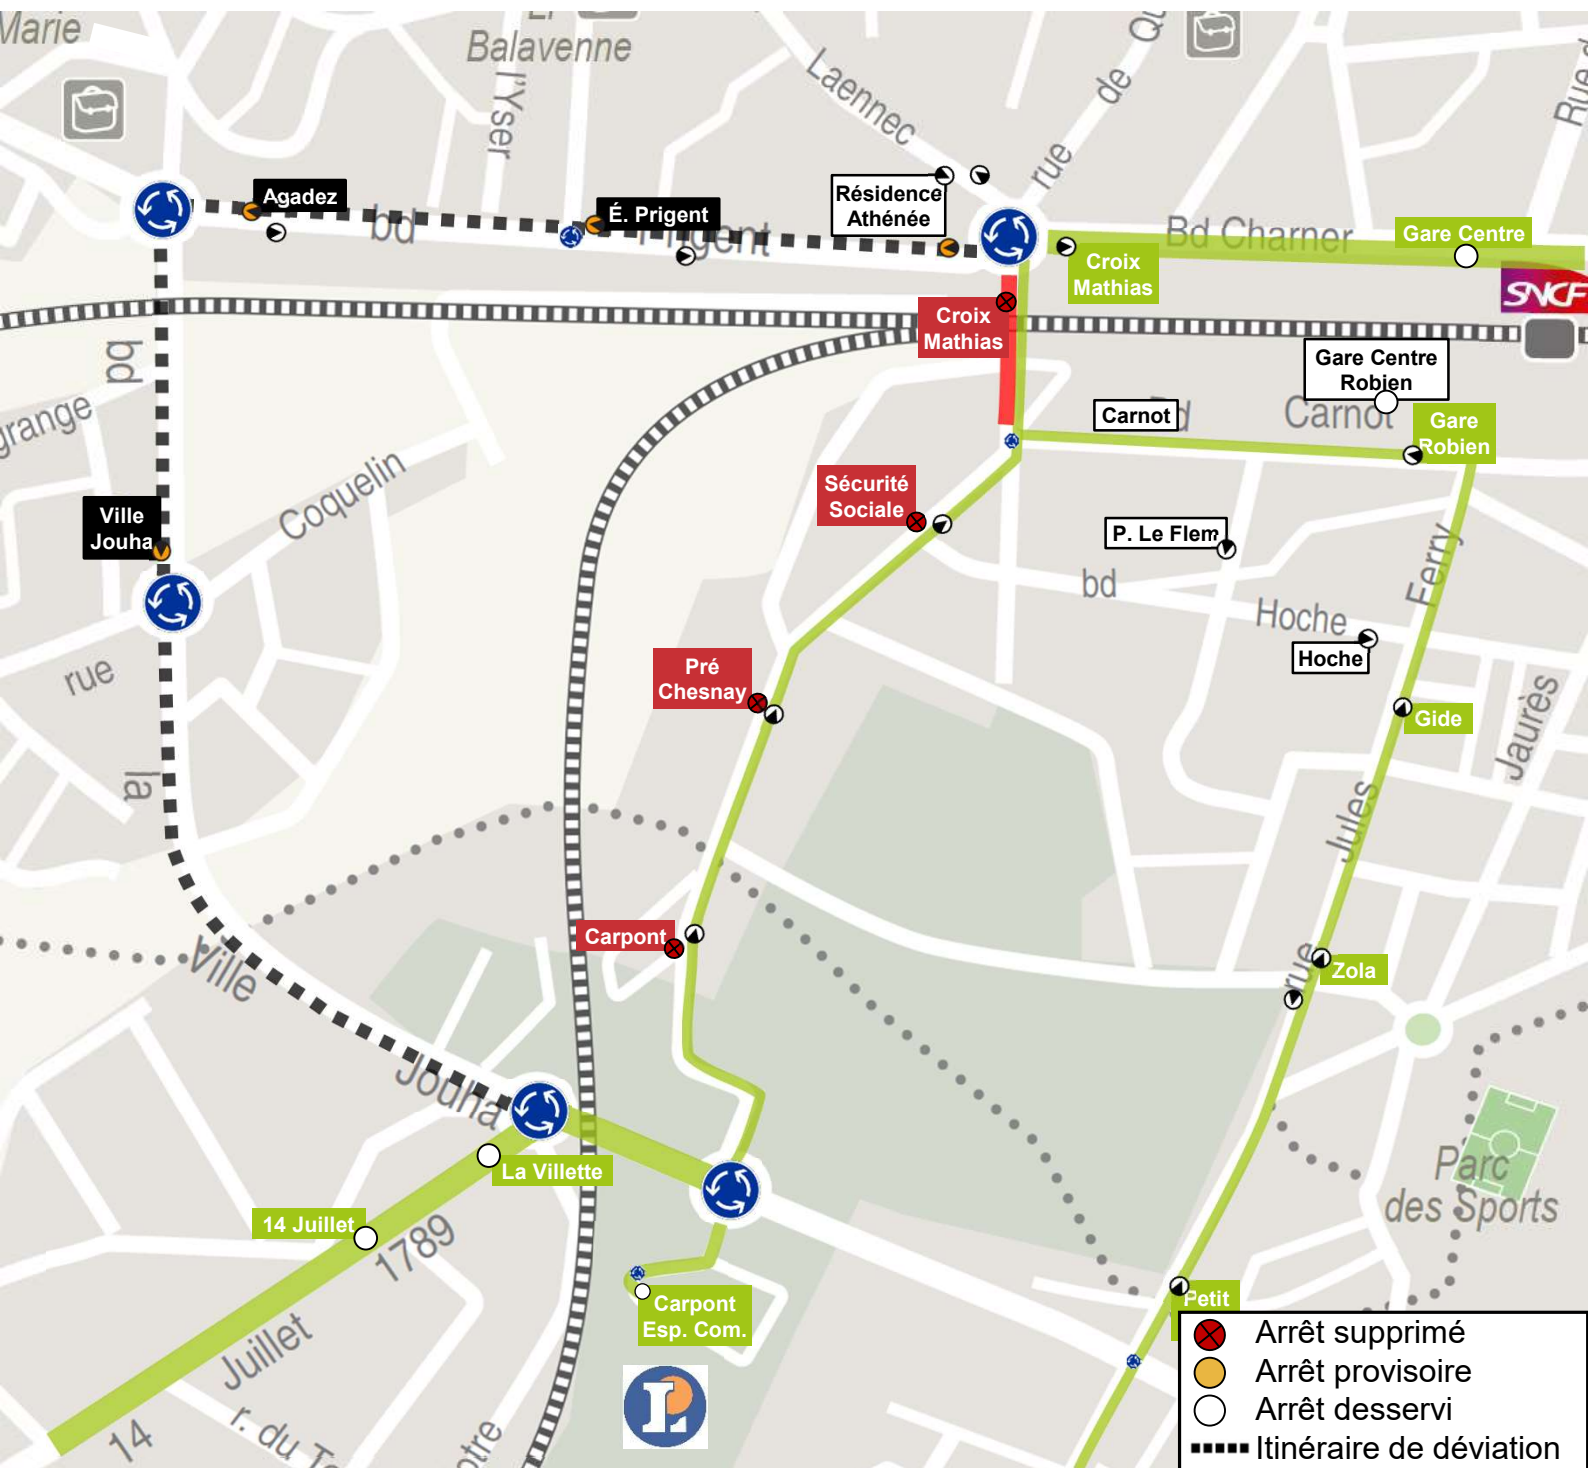 Marie
Balavenne
l'Yser
Laennec
rue
de
Rue
Agadez
É. Prigent
bd
Prigent
Résidence
Athénée
Bd Charner
Gare Centre
Croix
Mathias
SNCF
Croix
Mathias
bd
Gare Centre
Robien
Carnot
Carnot
Gare
Robien
Coquelin
Sécurité
Sociale
Ville
Jouha
P. Le Flem
bd
Hoche
Ferry
Hoche
rue
Pré
Chesnay
Gide
Jaurès
la
Jules
Carpont
Ville
rue
Zola
Jouha
La Villette
Parc
des Sports
14 Juillet
1789
Carpont
Esp. Com.
Petit
Juillet
14
r. du
Arrêt supprimé
Arrêt provisoire
Arrêt desservi
Itinéraire de déviation